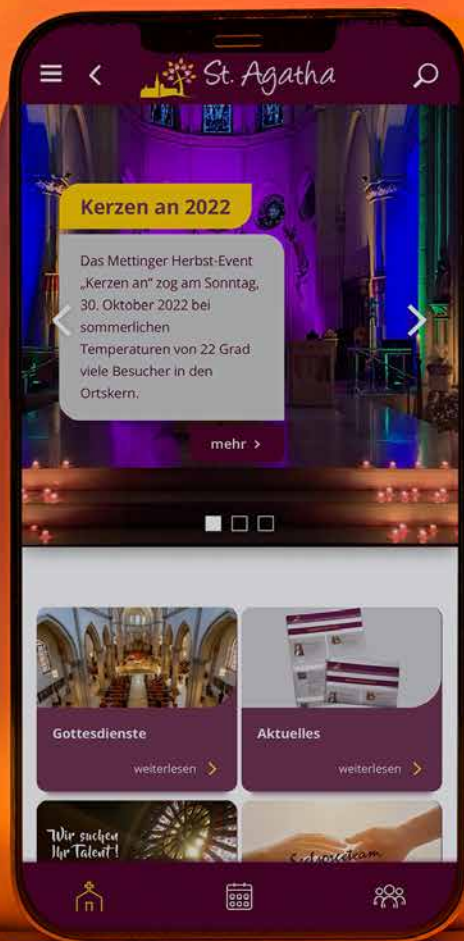 St. Agatha
Kerzen an 2022
Das Mettinger Herbst-Event
„Kerzen an“ zog am Sonntag,
30. Oktober 2022 bei
sommerlichen
Temperaturen von 22 Grad
viele Besucher in den
Ortskern.
mehr >
Gottesdienste
weiterlesen >
Aktuelles
weiterlesen >
Wir suchen
Ihr Talent!
Seelsorgeteam